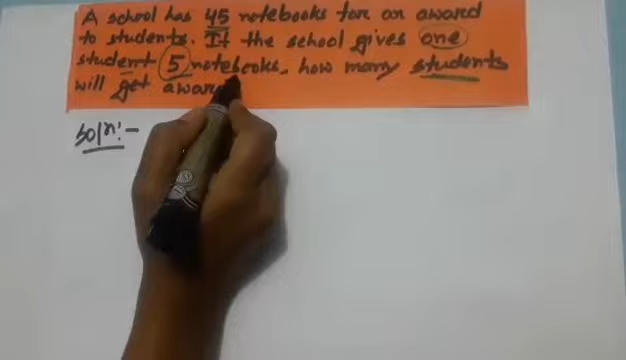 A school has 45 notebooks for an award
to students. If the school gives one
student 5 notebooks, how many students
will get
Soln:-